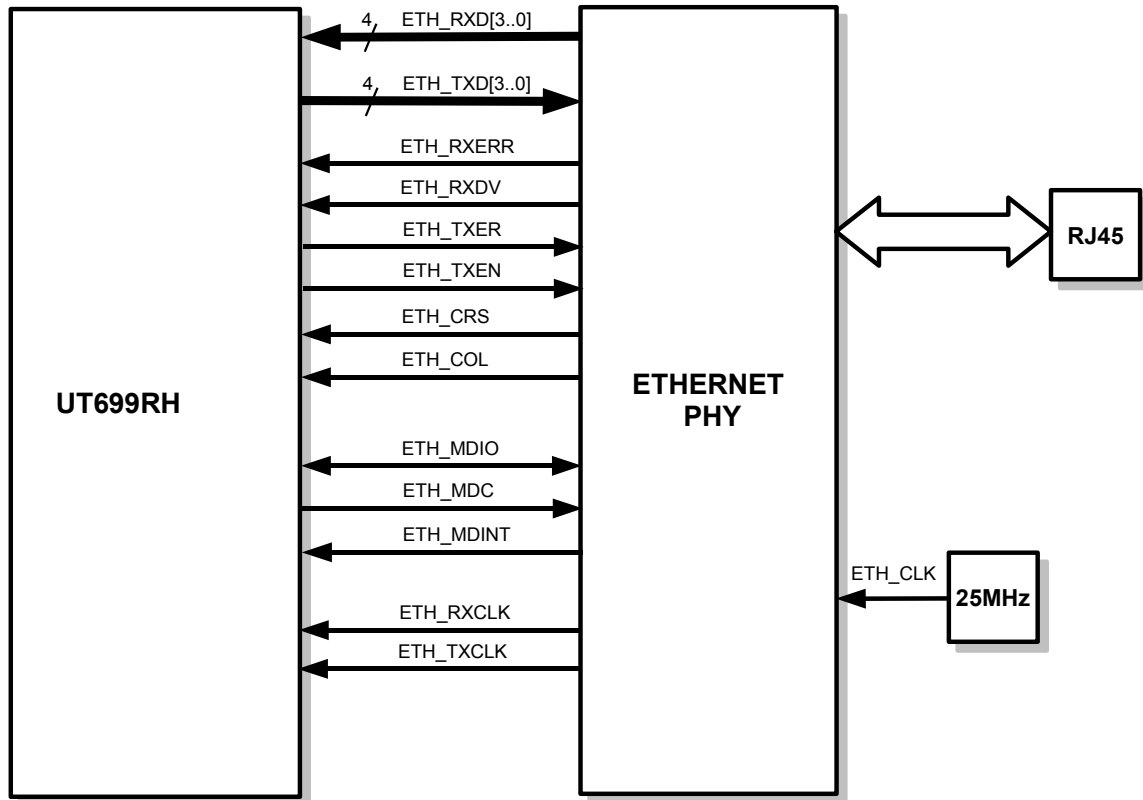 4 ETH_RXD[3..0]
4 ETH_TXD[3..0]
ETH_RXERR
ETH_RXDV
ETH_TXER
ETH_TXEN
ETH_CRS
ETH_COL
ETH_MDIO
ETH_MDC
ETH_MDINT
ETH_RXCLK
ETH_TXCLK
UT699RH
ETHERNET
PHY
RJ45
ETH_CLK
25MHz